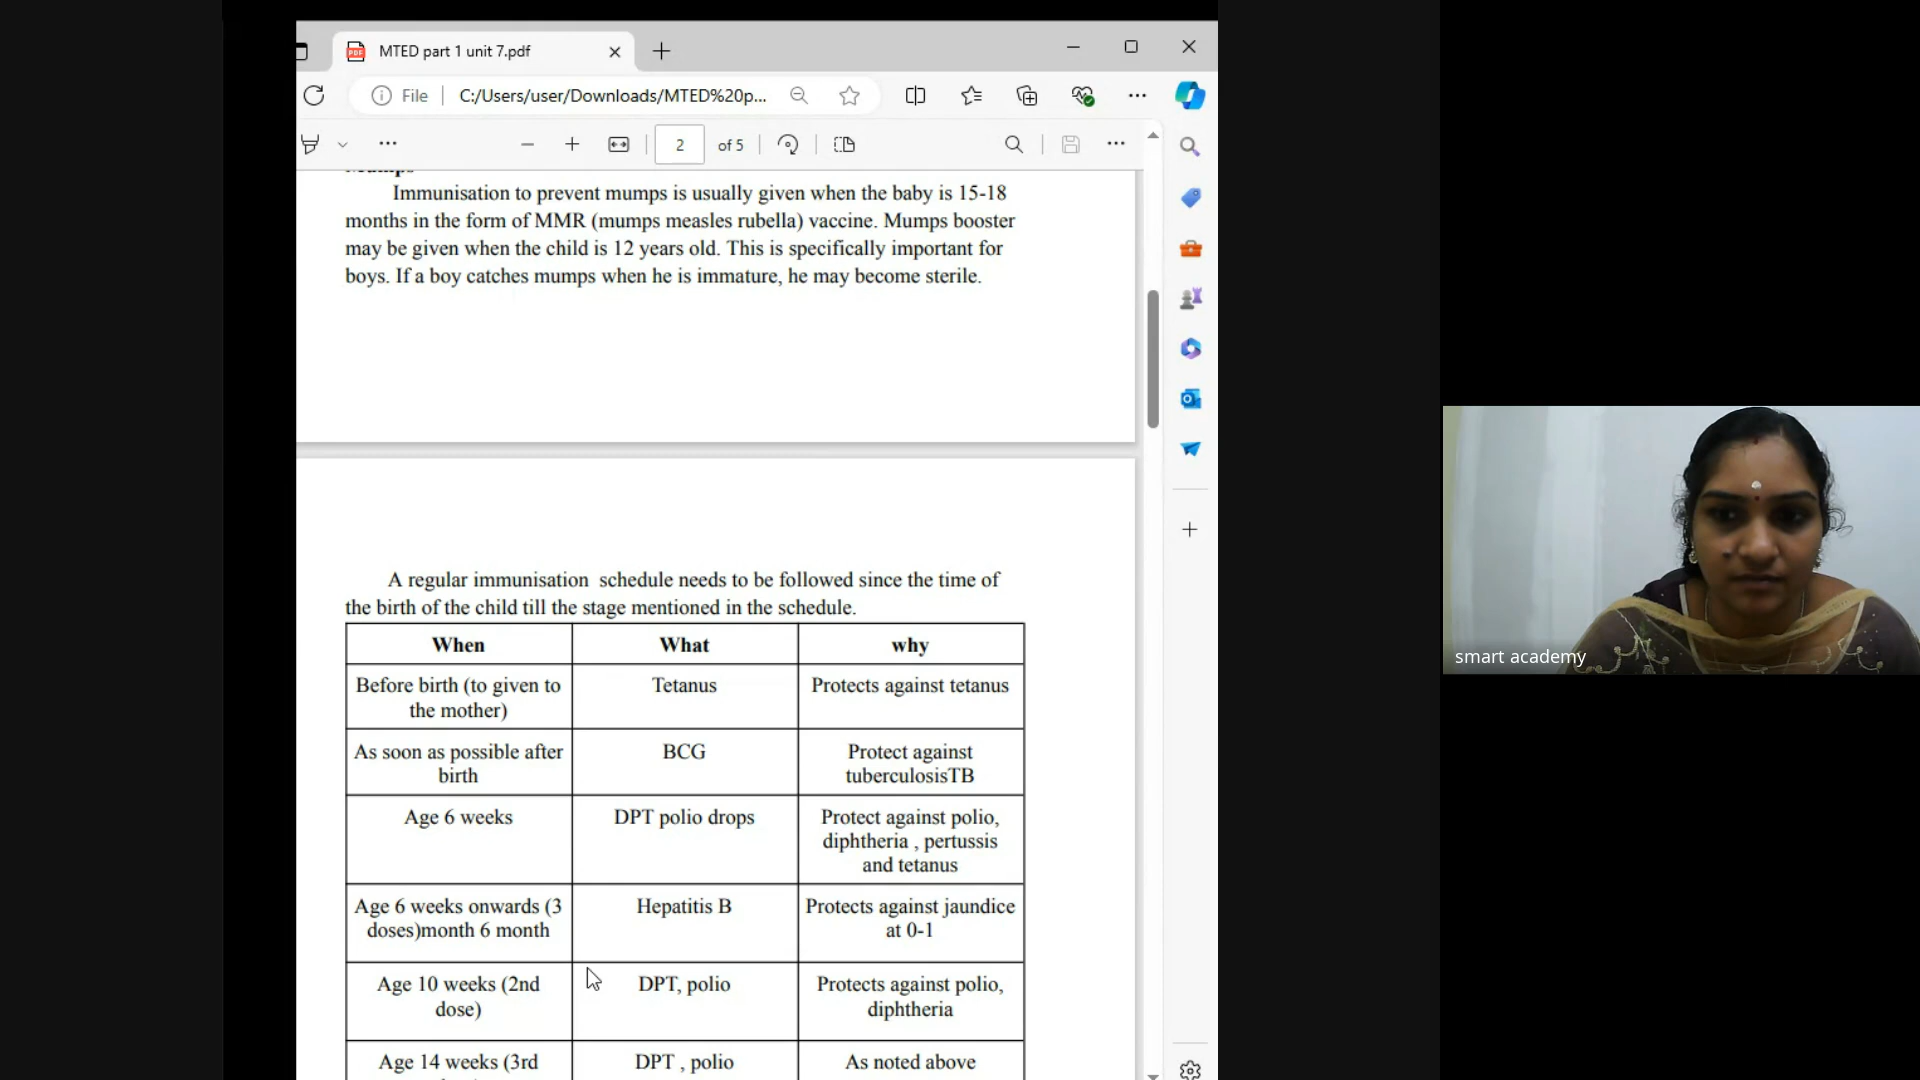 MTED part 1 unit 7.pdf
File
C:/Users/user/Downloads/MTED%20p...
2 of 5
Mumps
Immunisation to prevent mumps is usually given when the baby is 15-18
months in the form of MMR (mumps measles rubella) vaccine. Mumps booster
may be given when the child is 12 years old. This is specifically important for
boys. If a boy catches mumps when he is immature, he may become sterile.
A regular immunisation schedule needs to be followed since the time of
the birth of the child till the stage mentioned in the schedule.
When What why
Before birth (to given to
the mother)
Tetanus
Protects against tetanus
As soon as possible after
birth
BCG
Protect against
tuberculosisTB
Age 6 weeks
DPT polio drops
Protect against polio,
diphtheria , pertussis
and tetanus
Age 6 weeks onwards (3
doses)month 6 month
Hepatitis B
Protects against jaundice
at 0-1
Age 10 weeks (2nd
dose)
DPT, polio
Protects against polio,
diphtheria
Age 14 weeks (3rd
DPT , polio
As noted above
smart academy